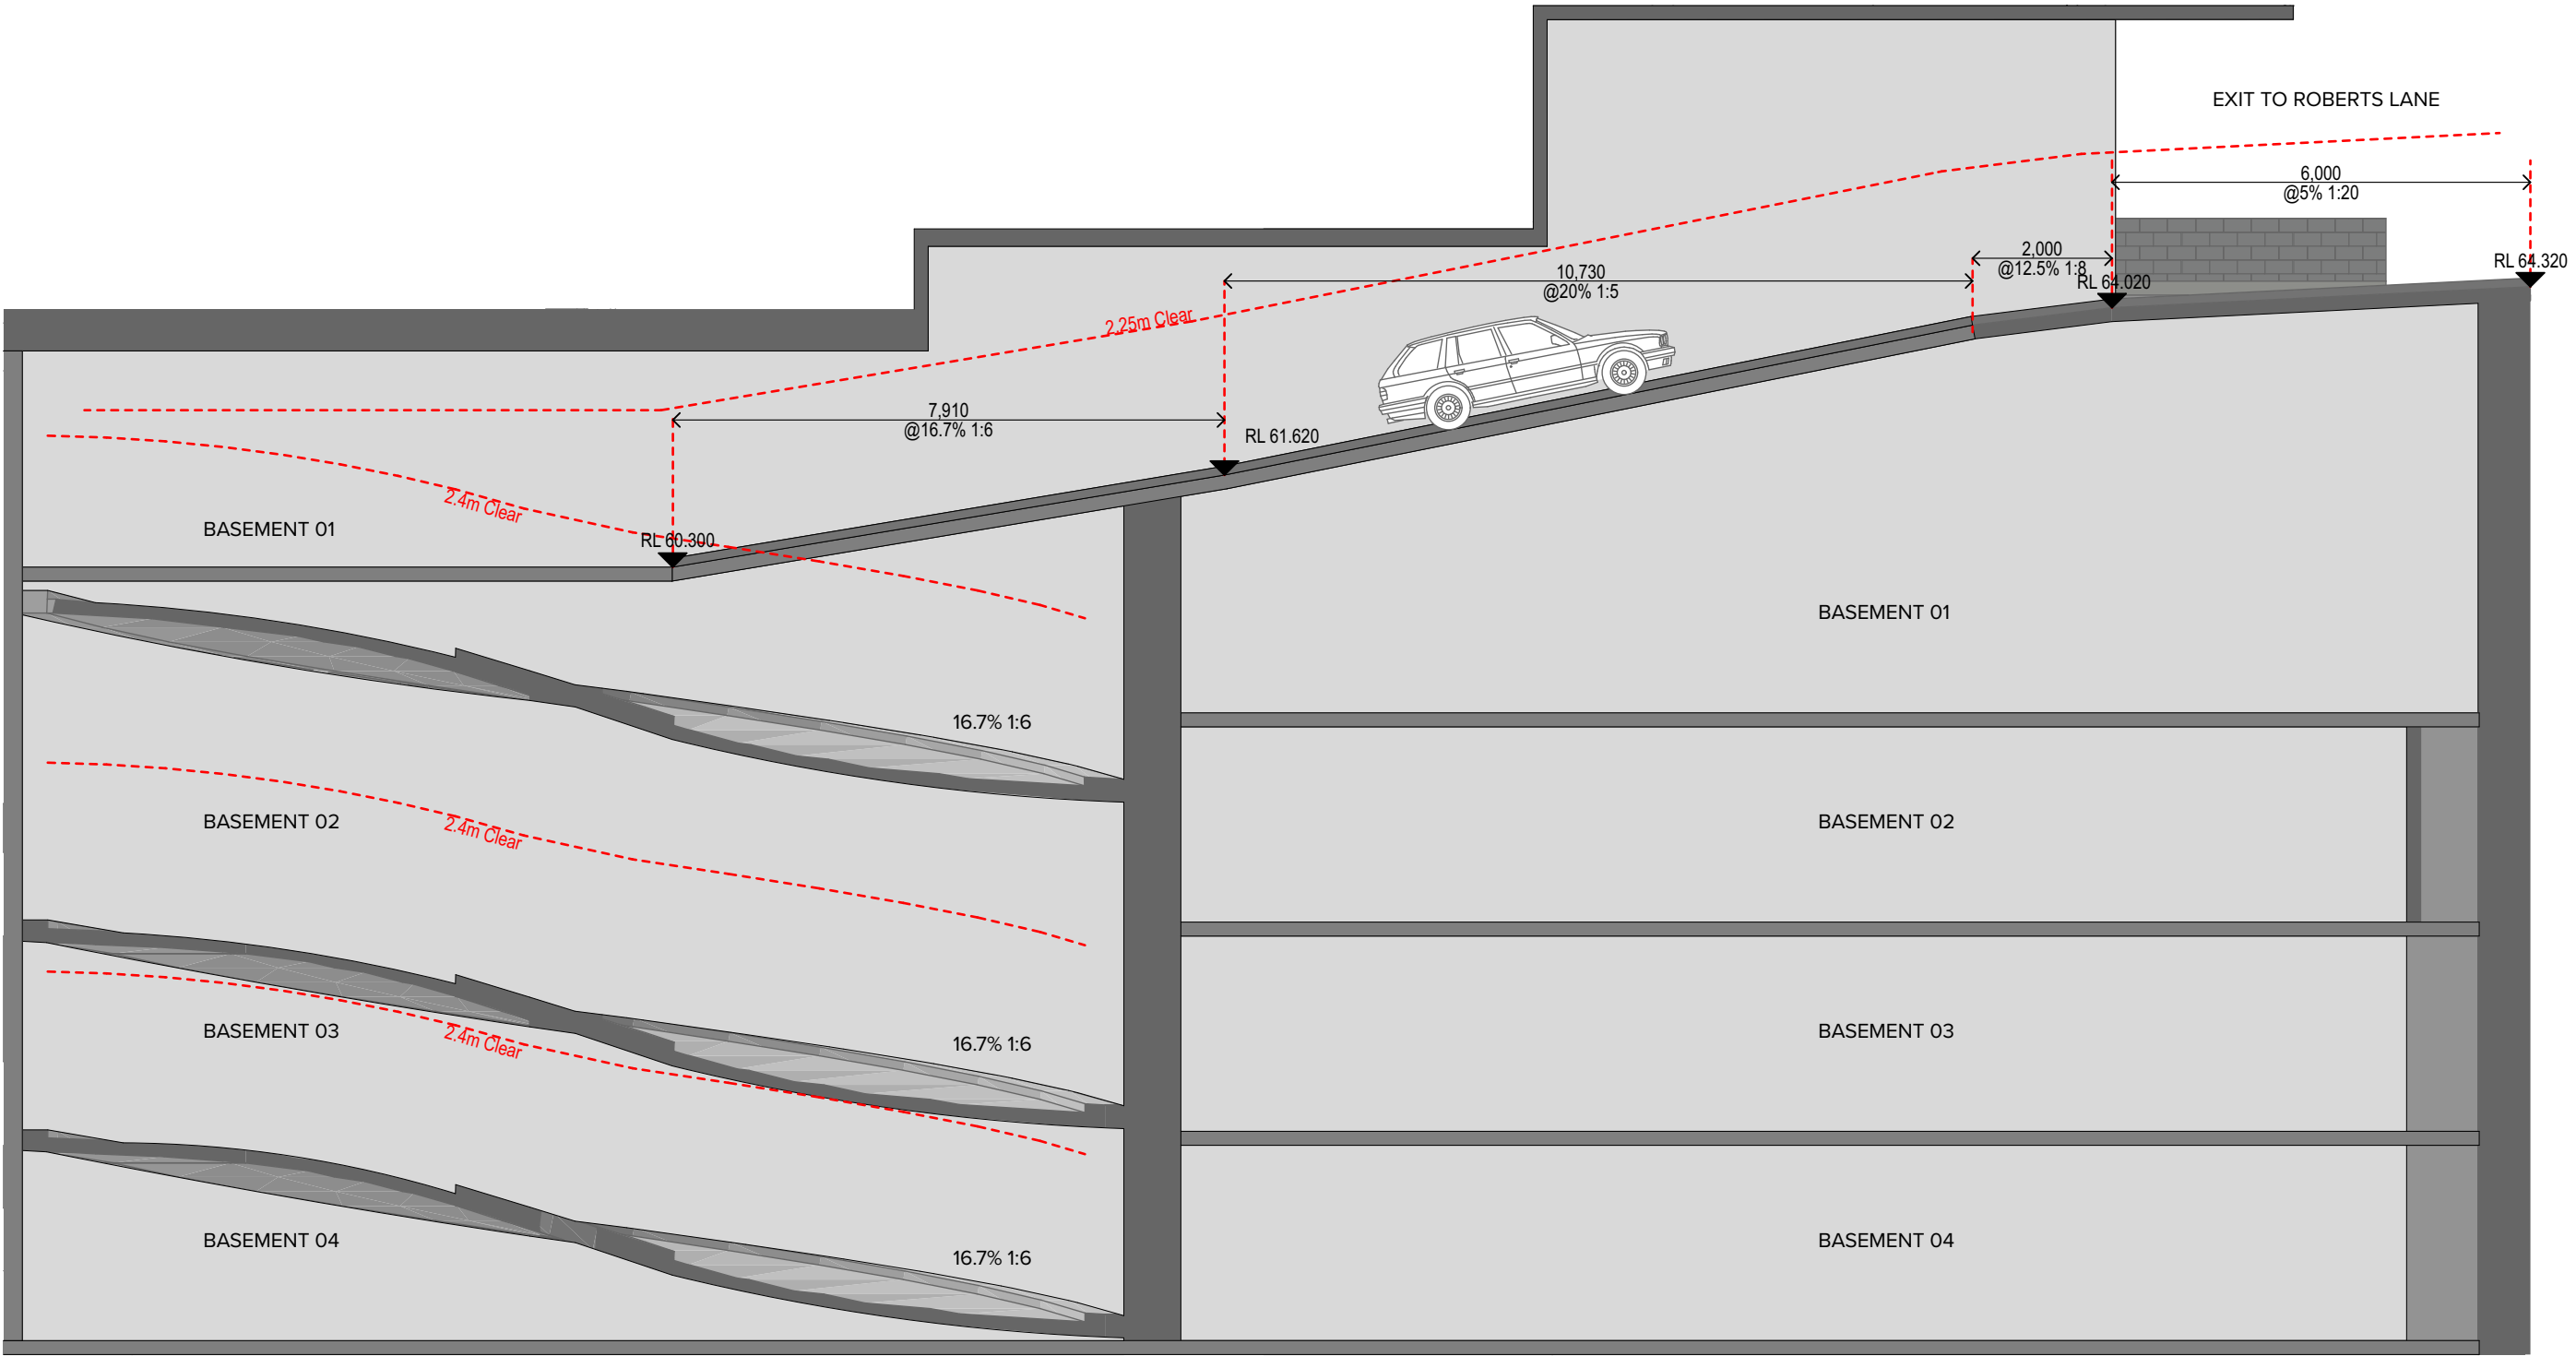 EXIT TO ROBERTS LANE
6,000
@5% 1:20
2,000
@12.5% 1:8
RL 64.320
RL 64.020
10,730
@20% 1:5
2.25m Clear
7,910
@16.7% 1:6
RL 61.620
2.4m Clear
BASEMENT 01
RL 60.300
BASEMENT 01
16.7% 1:6
BASEMENT 02
2.4m Clear
BASEMENT 02
BASEMENT 03
2.4m Clear
16.7% 1:6
BASEMENT 03
BASEMENT 04
16.7% 1:6
BASEMENT 04